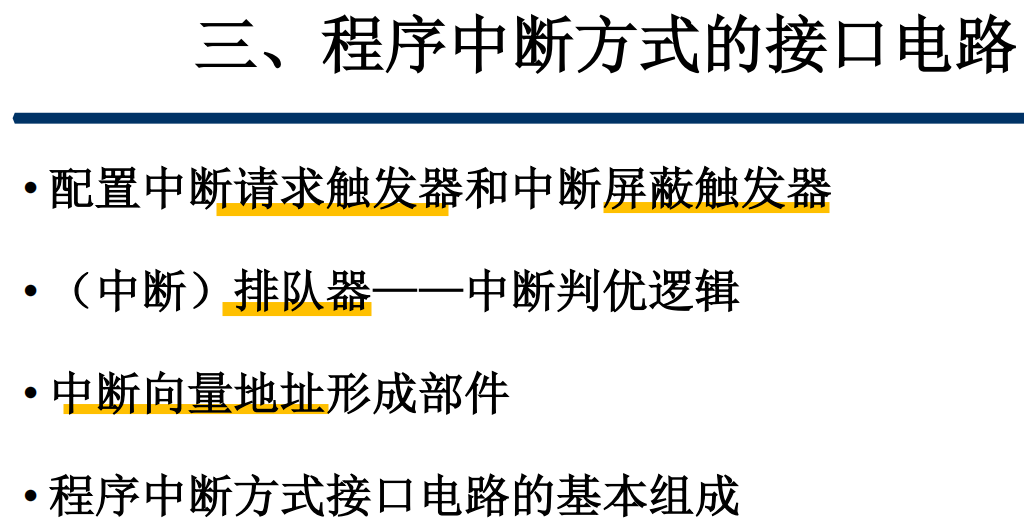 三、程序中断方式的接口电路
• 配置中断请求触发器和中断屏蔽触发器
• （中断）排队器——中断判优逻辑
• 中断向量地址形成部件
• 程序中断方式接口电路的基本组成